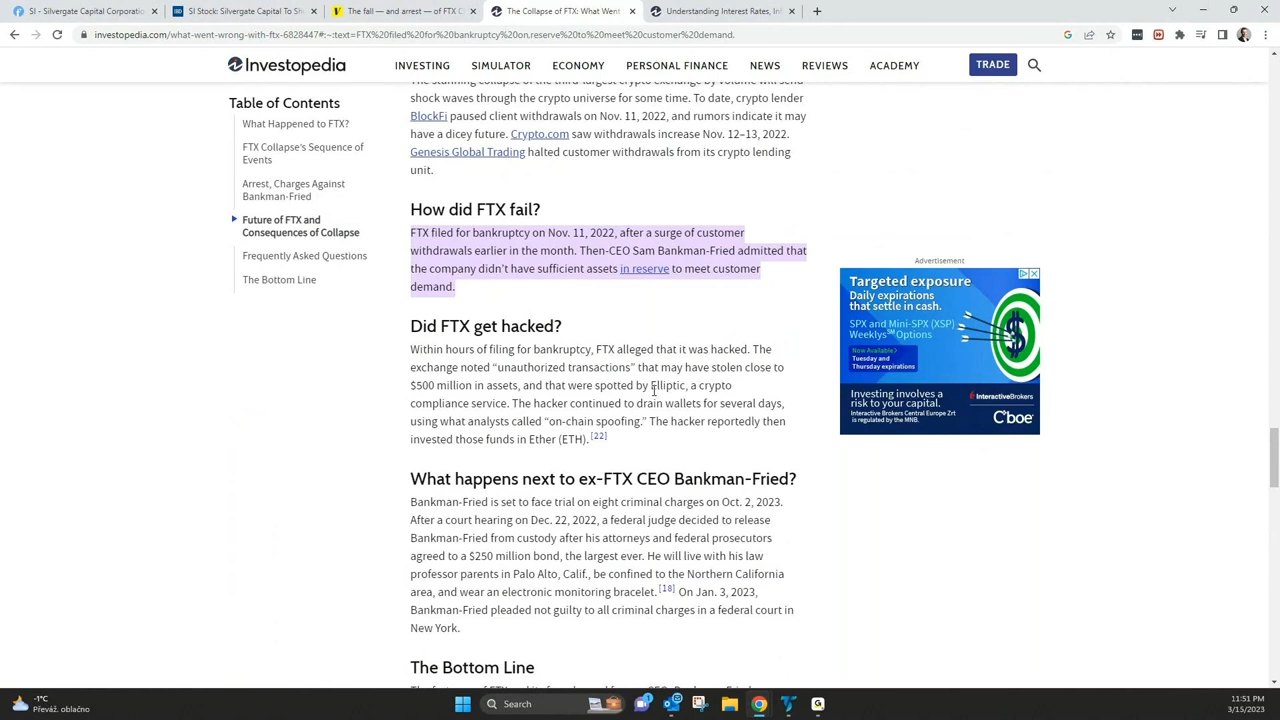 SI - Silvergate Capital Corporati
SI Stock Silvergate Capital To Sh
The fall — and arrest — of FTX C
The Collapse of FTX: What Went
Understanding Interest Rates, Inf
investopedia.com/what-went-wrong-with-ftx-6828447#:~:text=FTX%20filed%20for%20bankruptcy%20on,reserve%20to%20meet%20customer%20demand.
Investopedia
INVESTING
SIMULATOR
ECONOMY
PERSONAL FINANCE
NEWS
REVIEWS
ACADEMY
TRADE
Table of Contents
What Happened to FTX?
FTX Collapse's Sequence of
Events
Arrest, Charges Against
Bankman-Fried
Future of FTX and
Consequences of Collapse
Frequently Asked Questions
The Bottom Line
The stunning collapse of the third-largest crypto exchange by volume will send
shock waves through the crypto universe for some time. To date, crypto lender
BlockFi paused client withdrawals on Nov. 11, 2022, and rumors indicate it may
have a dicey future. Crypto.com saw withdrawals increase Nov. 12–13, 2022.
Genesis Global Trading halted customer withdrawals from its crypto lending
unit.
How did FTX fail?
FTX filed for bankruptcy on Nov. 11, 2022, after a surge of customer
withdrawals earlier in the month. Then-CEO Sam Bankman-Fried admitted that
the company didn't have sufficient assets in reserve to meet customer
demand.
Did FTX get hacked?
Within hours of filing for bankruptcy, FTX alleged that it was hacked. The
exchange noted “unauthorized transactions” that may have stolen close to
$500 million in assets, and that were spotted by Elliptic, a crypto
compliance service. The hacker continued to drain wallets for several days,
using what analysts called “on-chain spoofing.” The hacker reportedly then
invested those funds in Ether (ETH). [22]
What happens next to ex-FTX CEO Bankman-Fried?
Bankman-Fried is set to face trial on eight criminal charges on Oct. 2, 2023.
After a court hearing on Dec. 22, 2022, a federal judge decided to release
Bankman-Fried from custody after his attorneys and federal prosecutors
agreed to a $250 million bond, the largest ever. He will live with his law
professor parents in Palo Alto, Calif., be confined to the Northern California
area, and wear an electronic monitoring bracelet. [18] On Jan. 3, 2023,
Bankman-Fried pleaded not guilty to all criminal charges in a federal court in
New York.
The Bottom Line
Advertisement
Targeted exposure
Daily expirations
that settle in cash.
SPX and Mini-SPX (XSP)
Weeklys℠ Options
Now Available>
Tuesday and
Thursday expirations
Investing involves a
risk to your capital.
Interactive Brokers Central Europe Zrt
is regulated by the MNB.
InteractiveBrokers
Cboe
-1°C
Převáž. oblačno
Search
11:51 PM
3/15/2023